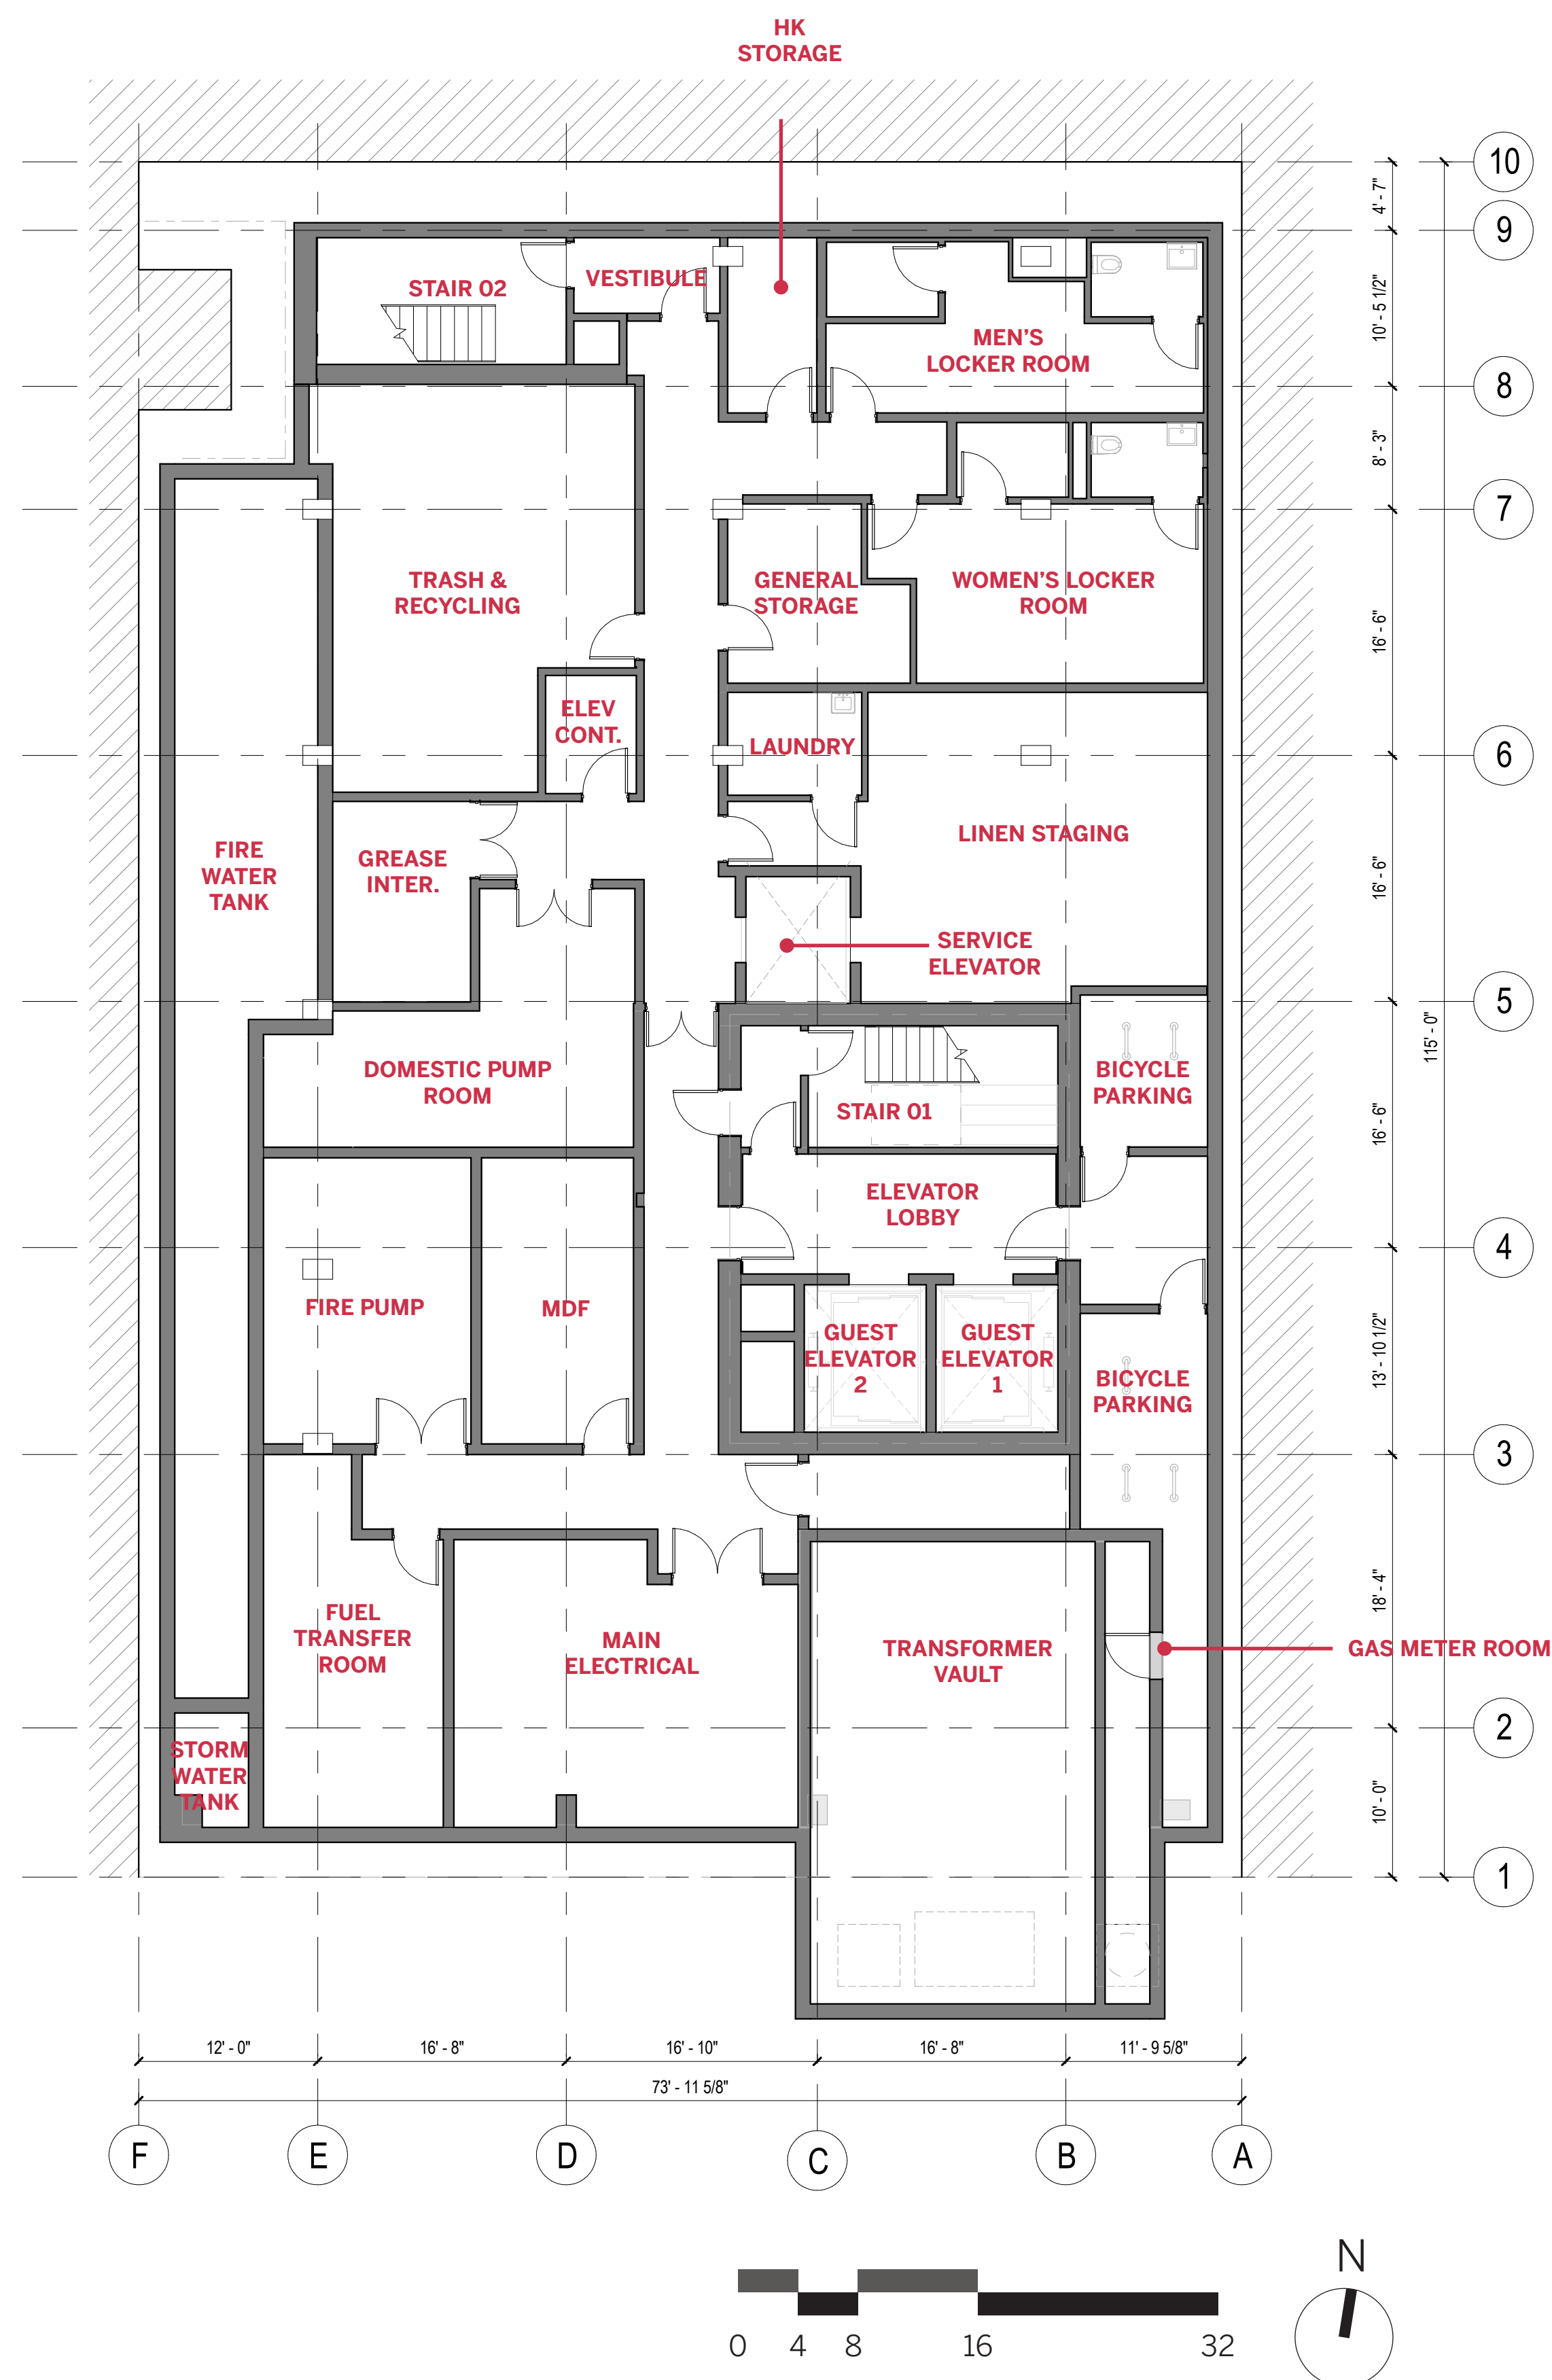 HK
STORAGE
10
4' - 7"
9
STAIR 02
VESTIBULE
10' - 5 1/2"
MEN’S
LOCKER ROOM
8
8' - 3"
7
TRASH &
RECYCLING
GENERAL
STORAGE
WOMEN’S LOCKER
ROOM
16' - 6"
ELEV
CONT.
LAUNDRY
6
FIRE
WATER
TANK
GREASE
INTER.
LINEN STAGING
16' - 6"
SERVICE
ELEVATOR
5
115' - 0"
DOMESTIC PUMP
ROOM
STAIR 01
BICYCLE
PARKING
16' - 6"
ELEVATOR
LOBBY
4
FIRE PUMP
MDF
GUEST
ELEVATOR
2
GUEST
ELEVATOR
1
BICYCLE
PARKING
13' - 10 1/2"
3
FUEL
TRANSFER
ROOM
MAIN
ELECTRICAL
TRANSFORMER
VAULT
GAS METER ROOM
18' - 4"
2
STORM
WATER
TANK
10' - 0"
1
12' - 0"
16' - 8"
16' - 10"
16' - 8"
11' - 9 5/8"
73' - 11 5/8"
F
E
D
C
B
A
N
0
4
8
16
32